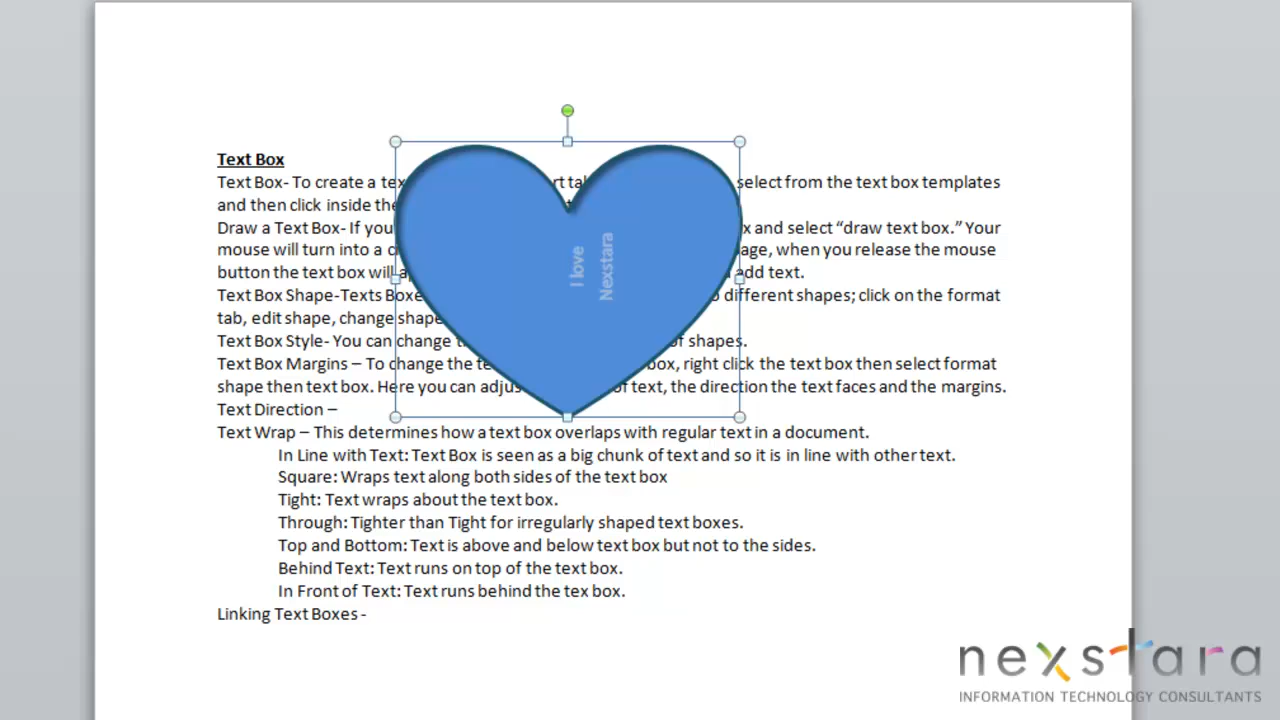 Text Box
Text Box- To create a select from the text box templates
and then click inside the
Draw a Text Box- If you and select “draw text box.” Your
mouse will turn into a when you release the mouse
button the text box will add text.
Text Box Shape-Texts different shapes; click on the format
tab, edit shape, change
Text Box Style- You can change of shapes.
Text Box Margins – To change the box, right click the text box then select format
shape then text box. Here you can of text, the direction the text faces and the margins.
Text Direction –
Text Wrap – This determines how a text box overlaps with regular text in a document.
In Line with Text: Text Box is seen as a big chunk of text and so it is in line with other text.
Square: Wraps text along both sides of the text box
Tight: Text wraps about the text box.
Through: Tighter than Tight for irregularly shaped text boxes.
Top and Bottom: Text is above and below text box but not to the sides.
Behind Text: Text runs on top of the text box.
In Front of Text: Text runs behind the tex box.
Linking Text Boxes -
I love
Nexstara
nexstara
INFORMATION TECHNOLOGY CONSULTANTS